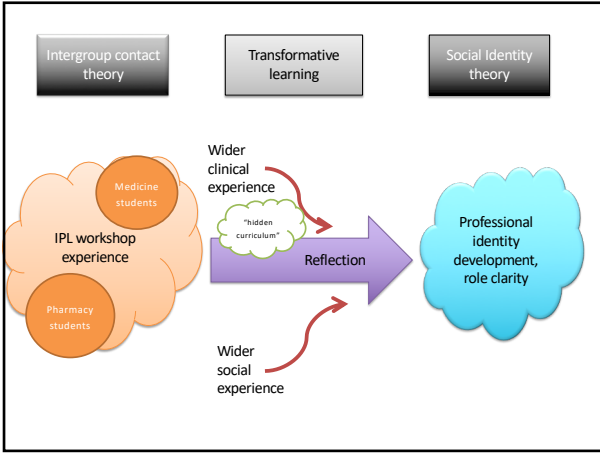 Intergroup contact
theory
Transformative
learning
Social Identity
theory
Wider
clinical
experience
Medicine
students
"hidden
curriculum"
IPL workshop
experience
Professional
identity
development,
role clarity
Reflection
Pharmacy
students
Wider
social
experience